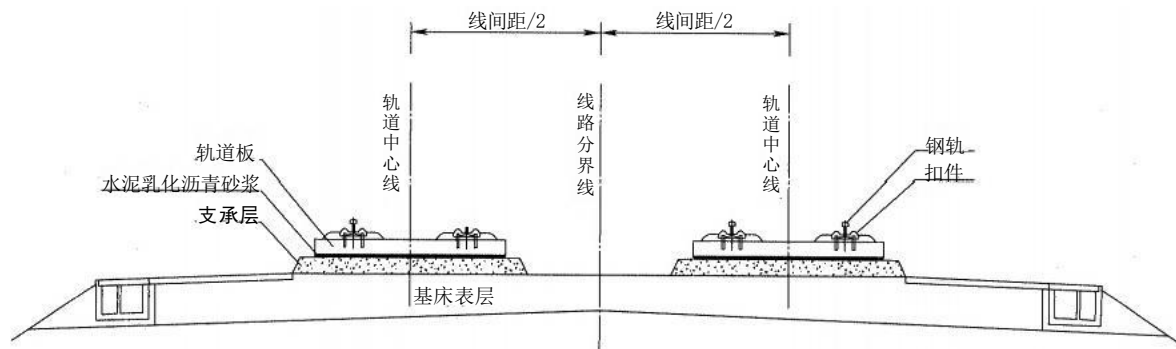 线间距/2
线间距/2
轨道中心线
线路分界线
轨道中心线
轨道板
水泥乳化沥青砂浆
支承层
钢轨
扣件
基床表层